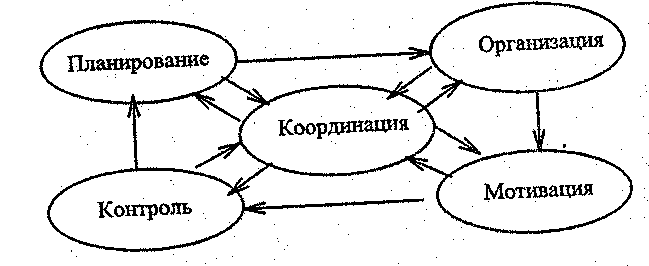 Планирование
Организация
Координация
Контроль
Мотивация